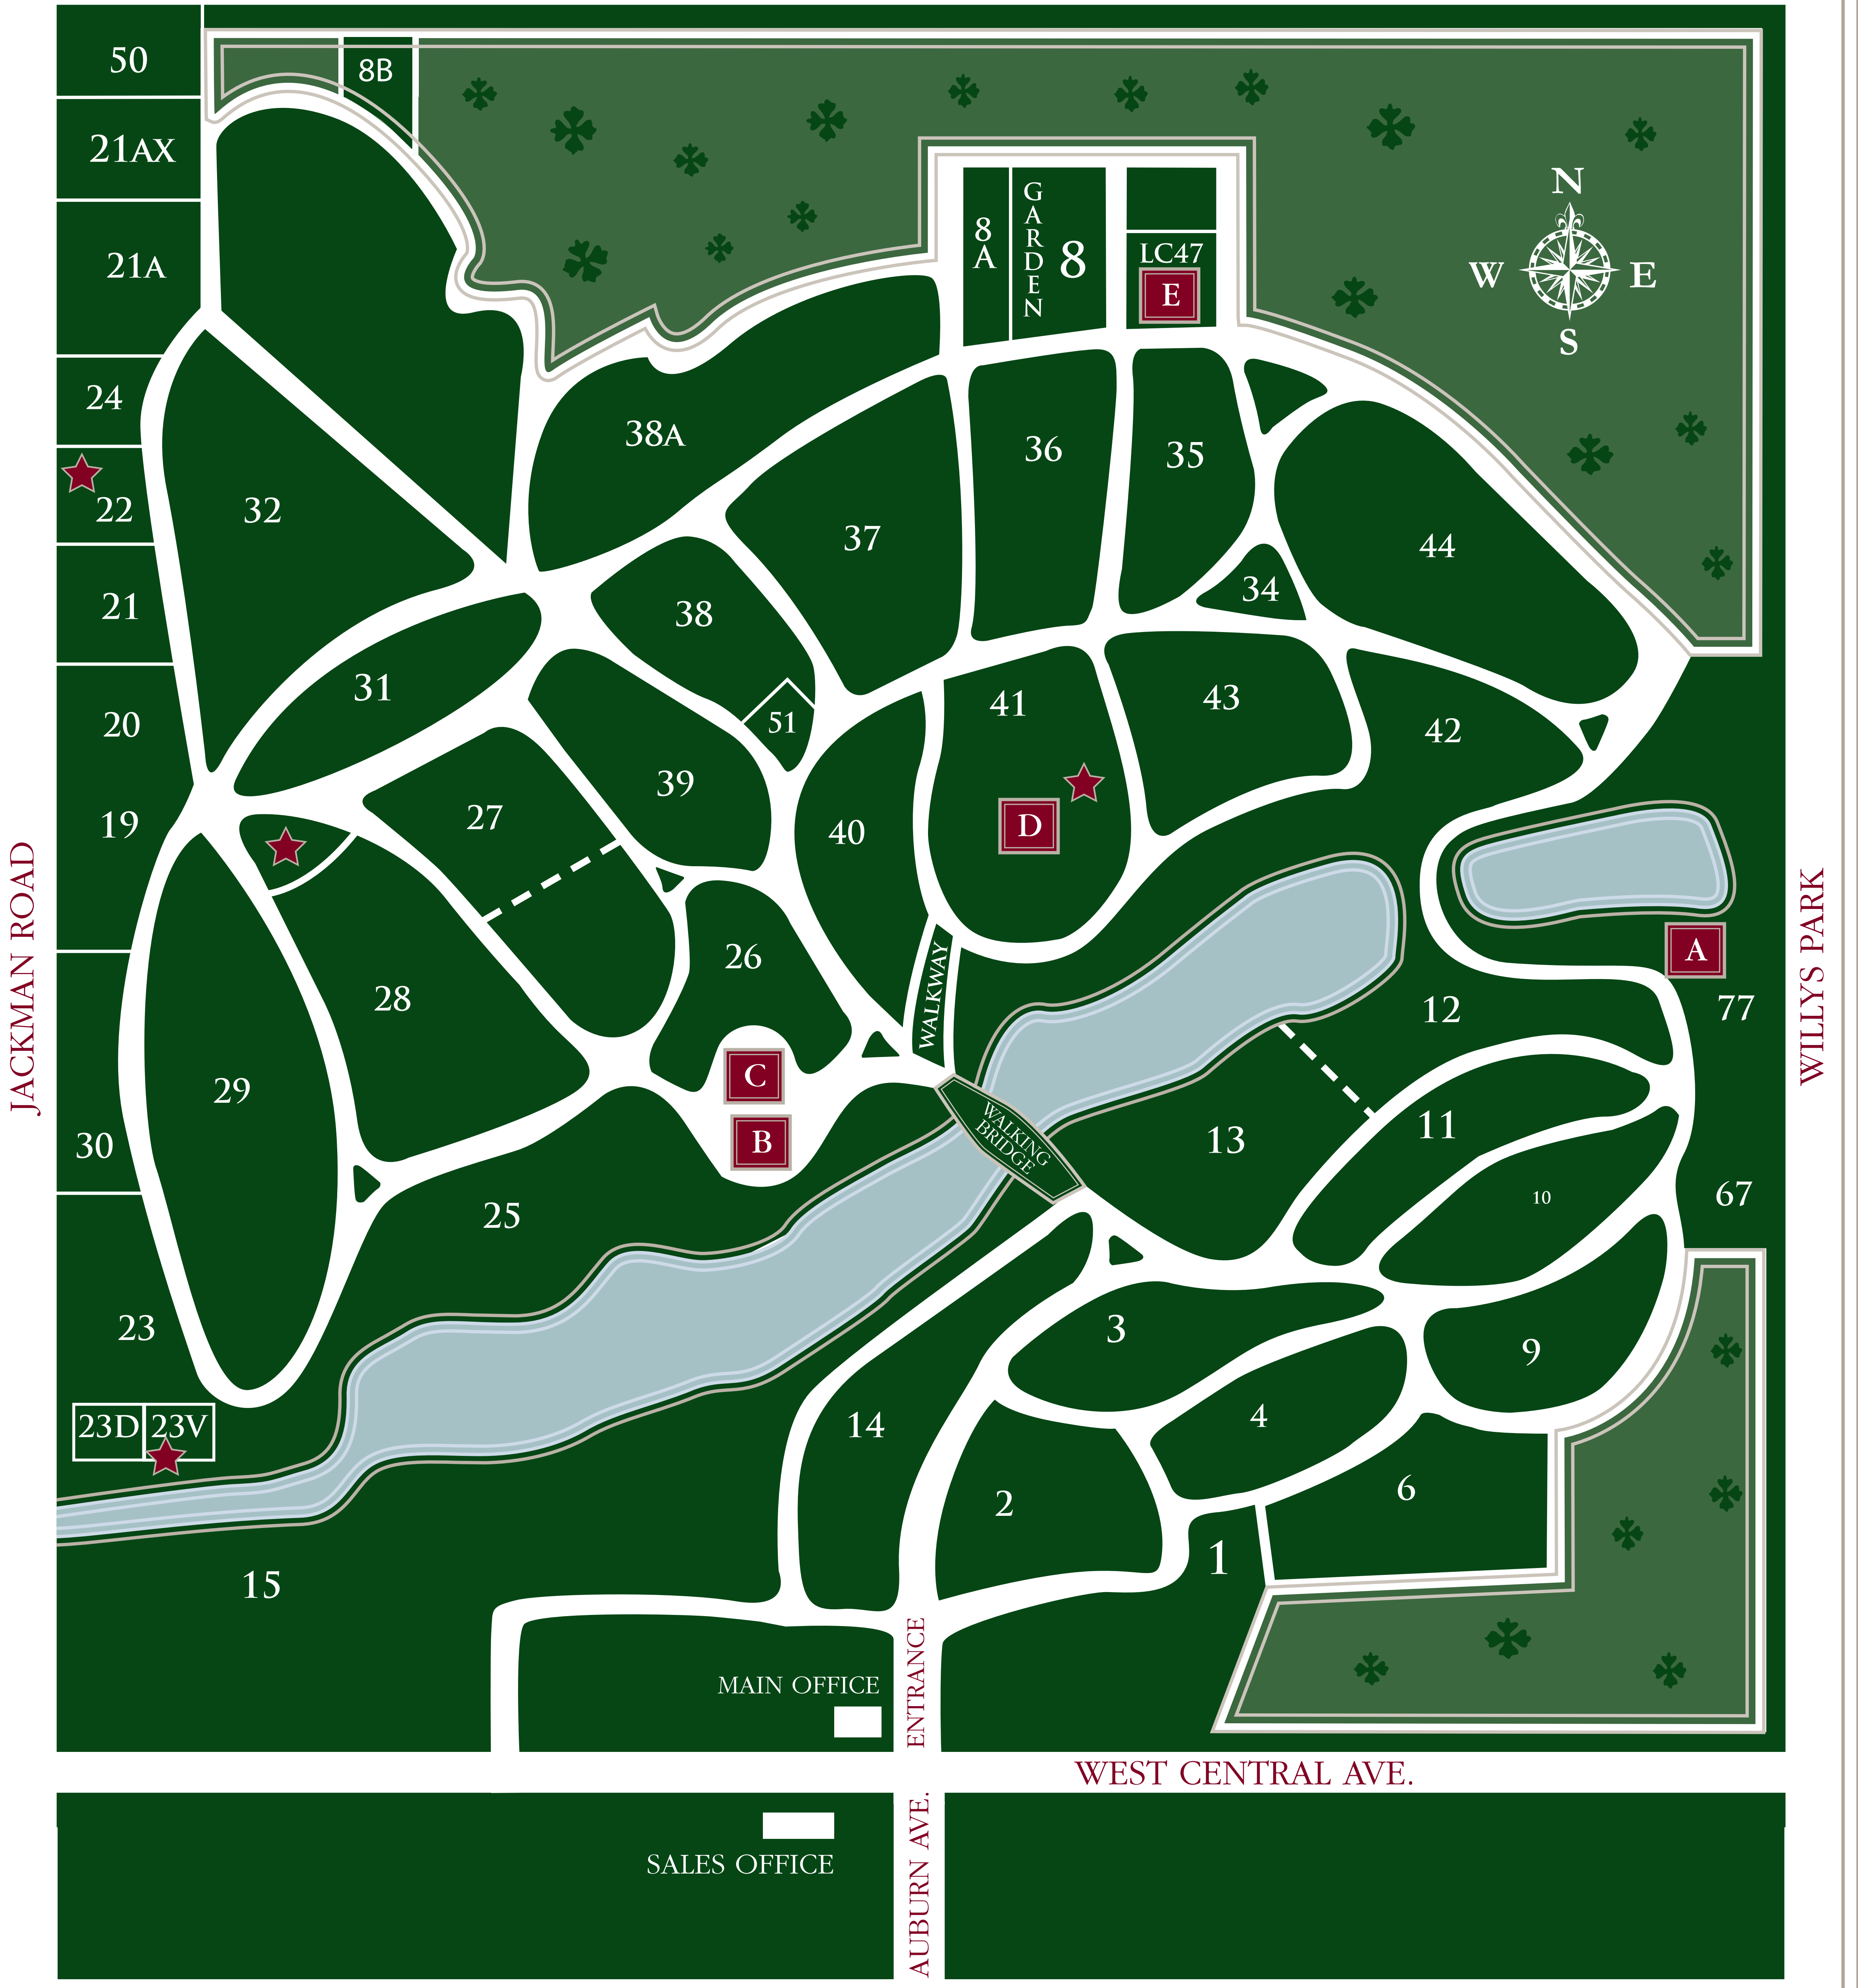 50
8B
21AX
21A
8
A
GARDEN
8
LC47
E
N
W
E
S
24
22
32
38A
37
36
35
44
34
21
38
31
20
51
41
43
42
27
39
19
40
D
JACKMAN ROAD
WILLYS PARK
A
26
28
WALKWAY
12
77
C
29
B
30
WALKING
BRIDGE
13
11
10
67
25
3
9
23
23D
23V
14
4
2
6
1
15
MAIN OFFICE
ENTRANCE
WEST CENTRAL AVE.
AUBURN AVE.
SALES OFFICE